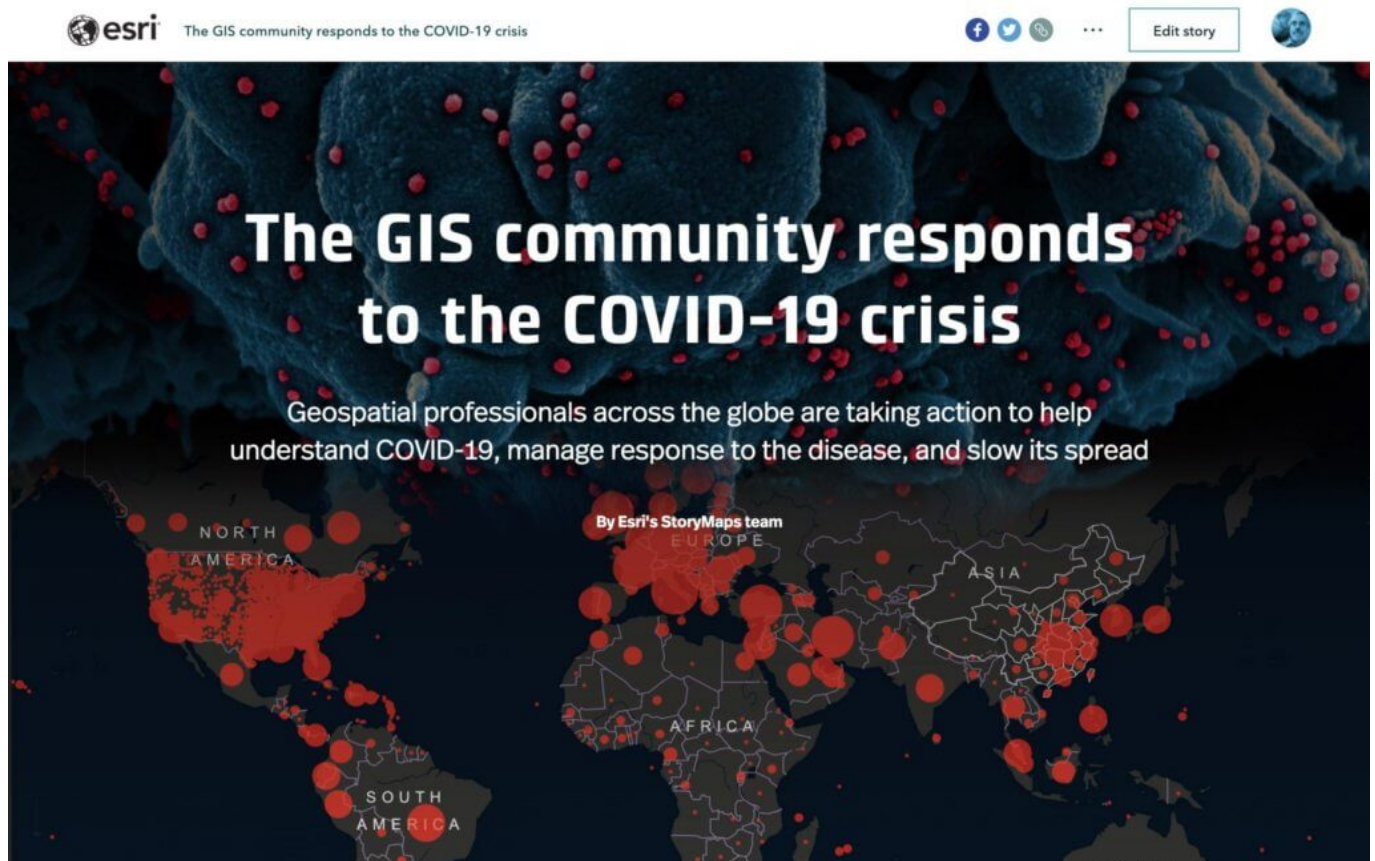 esri
The GIS community responds to the COVID-19 crisis
Edit story
The GIS community responds
to the COVID-19 crisis
Geospatial professionals across the globe are taking action to help
understand COVID-19, manage response to the disease, and slow its spread
By Esri's StoryMaps team
NORTH
AMERICA
EUROPE
ASIA
AFRICA
SOUTH
AMERICA